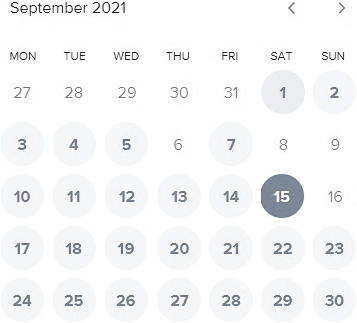 September 2021
MON TUE WED THU FRI SAT SUN
27 28 29 30 31 1 2
3 4 5 6 7 8 9
10 11 12 13 14 15 16
17 18 19 20 21 22 23
24 25 26 27 28 29 30